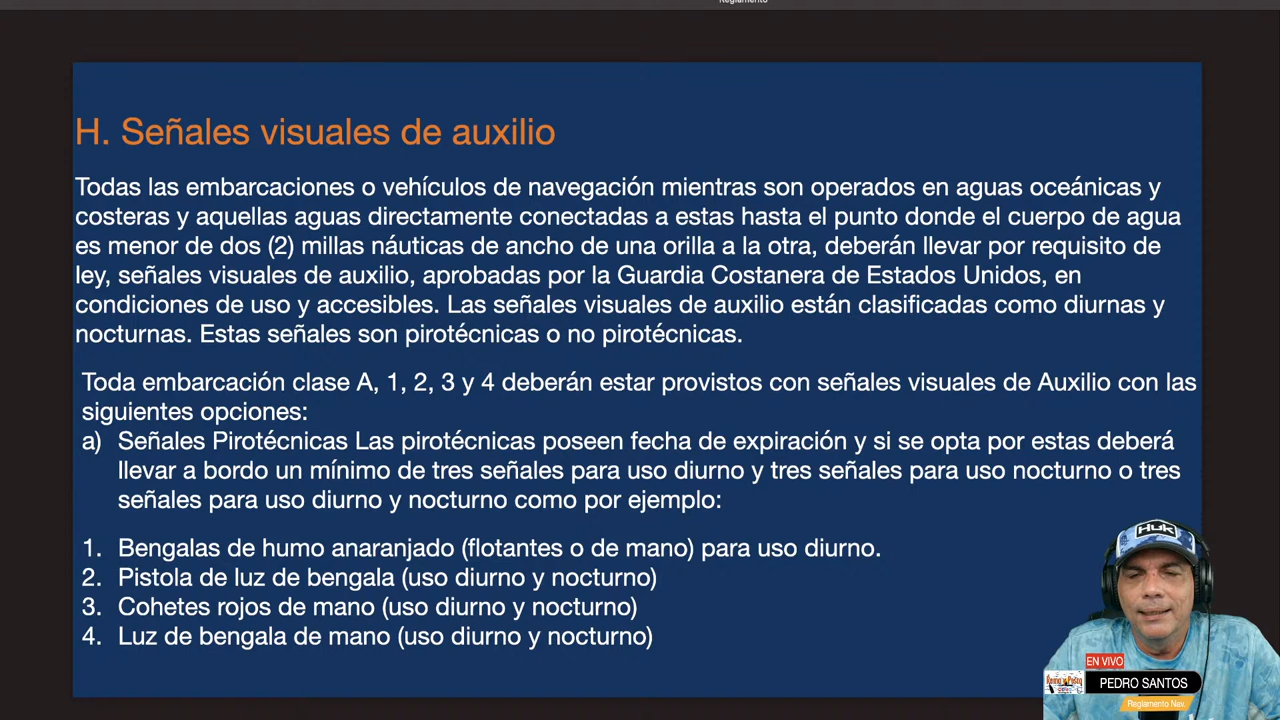 Reglamento
H. Señales visuales de auxilio
Todas las embarcaciones o vehículos de navegación mientras son operados en aguas oceánicas y
costeras y aquellas aguas directamente conectadas a estas hasta el punto donde el cuerpo de agua
es menor de dos (2) millas náuticas de ancho de una orilla a la otra, deberán llevar por requisito de
ley, señales visuales de auxilio, aprobadas por la Guardia Costanera de Estados Unidos, en
condiciones de uso y accesibles. Las señales visuales de auxilio están clasificadas como diurnas y
nocturnas. Estas señales son pirotécnicas o no pirotécnicas.
Toda embarcación clase A, 1, 2, 3 y 4 deberán estar provistos con señales visuales de Auxilio con las
siguientes opciones:
a) Señales Pirotécnicas Las pirotécnicas poseen fecha de expiración y si se opta por estas deberá
llevar a bordo un mínimo de tres señales para uso diurno y tres señales para uso nocturno o tres
señales para uso diurno y nocturno como por ejemplo:
1. Bengalas de humo anaranjado (flotantes o de mano) para uso diurno.
2. Pistola de luz de bengala (uso diurno y nocturno)
3. Cohetes rojos de mano (uso diurno y nocturno)
4. Luz de bengala de mano (uso diurno y nocturno)
HUK
EN VIVO
PEDRO SANTOS
Reglamento Nav.